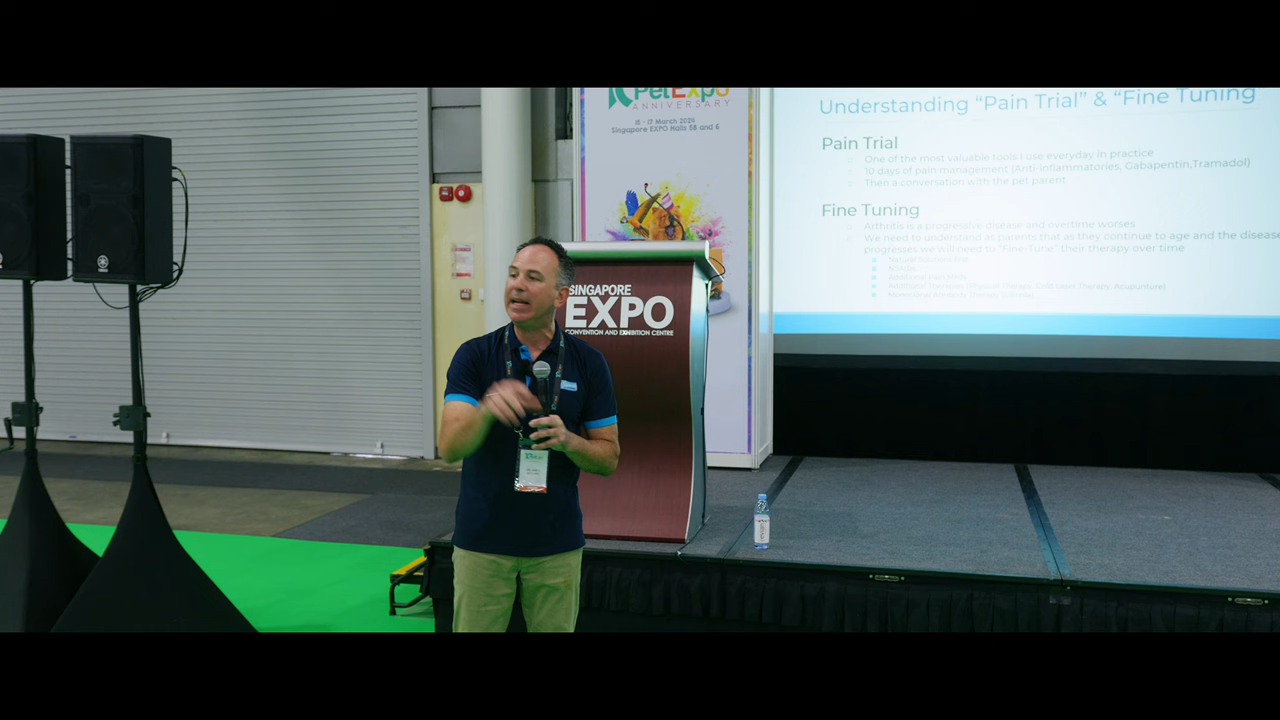 PetExpo
ANNIVERSARY
15 - 17 March 2024
Singapore EXPO Halls 5B and 6
SINGAPORE
EXPO
CONVENTION AND EXHIBITION CENTRE
Understanding “Pain Trial” & “Fine Tuning
Pain Trial
One of the most valuable tools I use everyday in practice
10 days of pain management (Anti-inflammatories, Gabapentin,Tramadol)
Then a conversation with the pet parent
Fine Tuning
Arthritis is a progressive disease and overtime worses.
We need to understand as parents that as they continue to age and the disease
progresses we will need to “Fine-Tune” their therapy over time
NSAIDs
YAMAHA